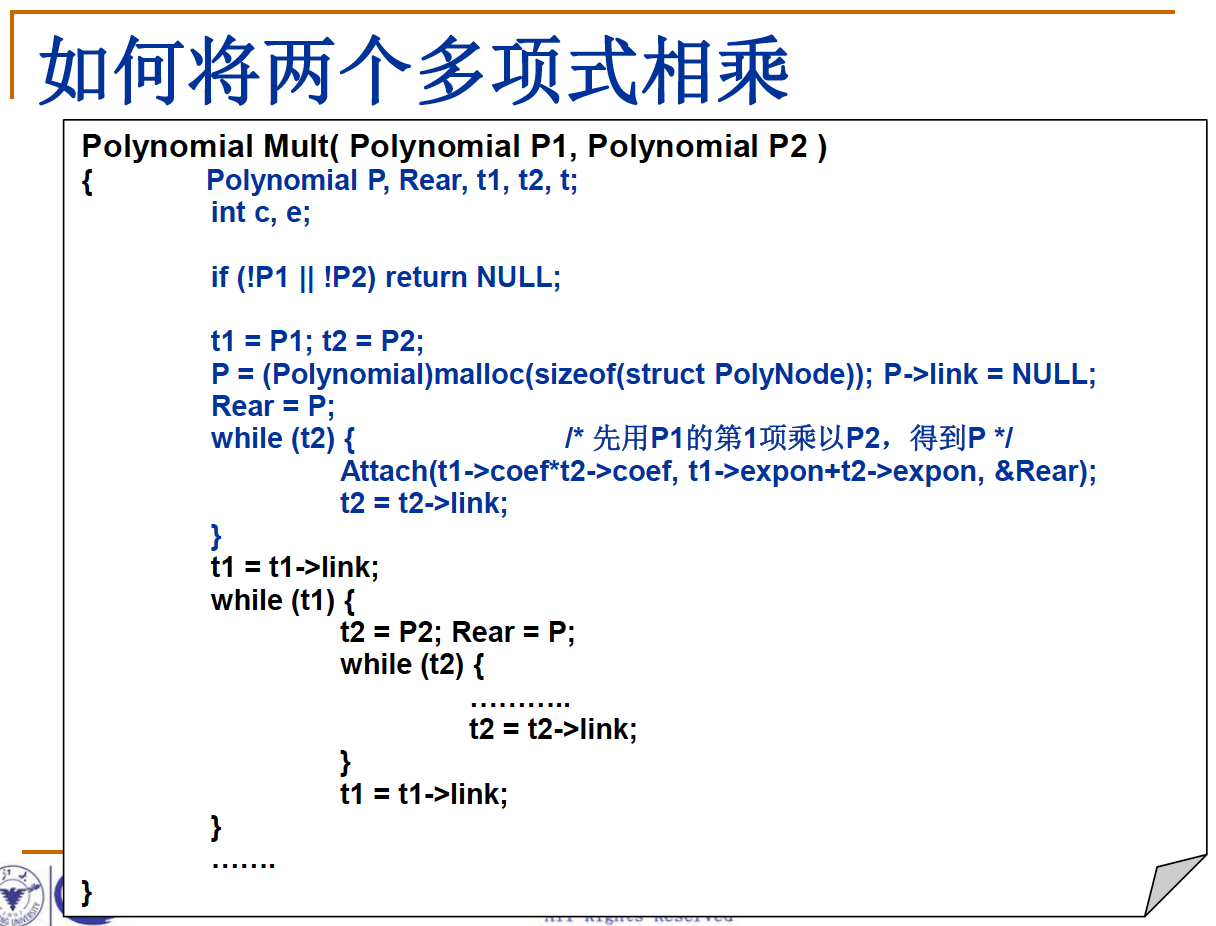 如何将两个多项式相乘
Polynomial Mult( Polynomial P1, Polynomial P2 )
{ Polynomial P, Rear, t1, t2, t;
int c, e;
if (!P1 || !P2) return NULL;
t1 = P1; t2 = P2;
P = (Polynomial)malloc(sizeof(struct PolyNode)); P->link = NULL;
Rear = P;
while (t2) { /* 先用P1的第1项乘以P2，得到P */
Attach(t1->coef*t2->coef, t1->expon+t2->expon, &Rear);
t2 = t2->link;
}
t1 = t1->link;
while (t1) {
t2 = P2; Rear = P;
while (t2) {
………..
t2 = t2->link;
}
t1 = t1->link;
}
…….
}
All Rights Reserved